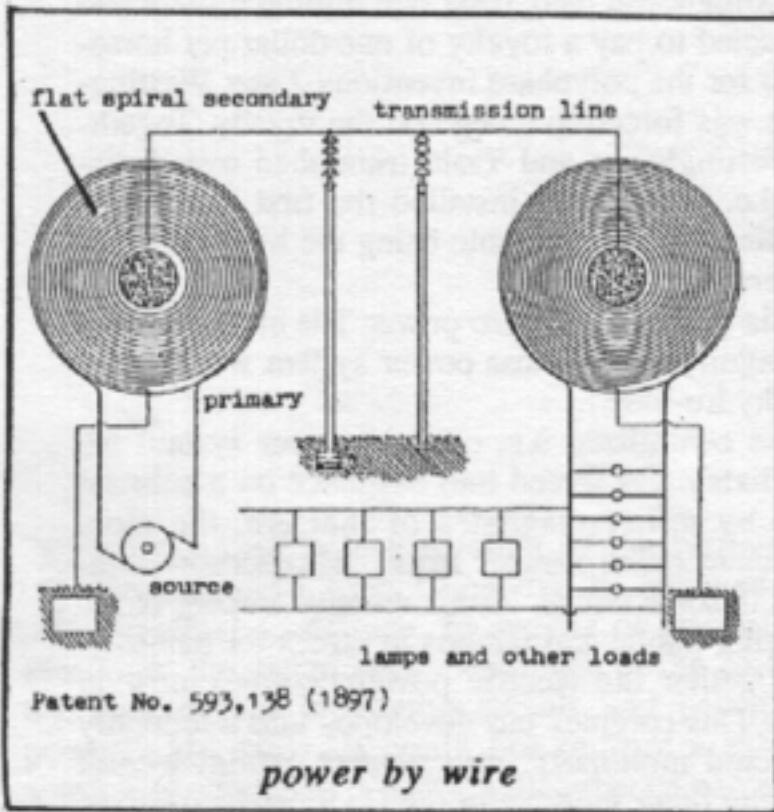 flat spiral secondary
transmission line
primary
source
lamps and other loads
Patent No. 593,138 (1897)
power by wire